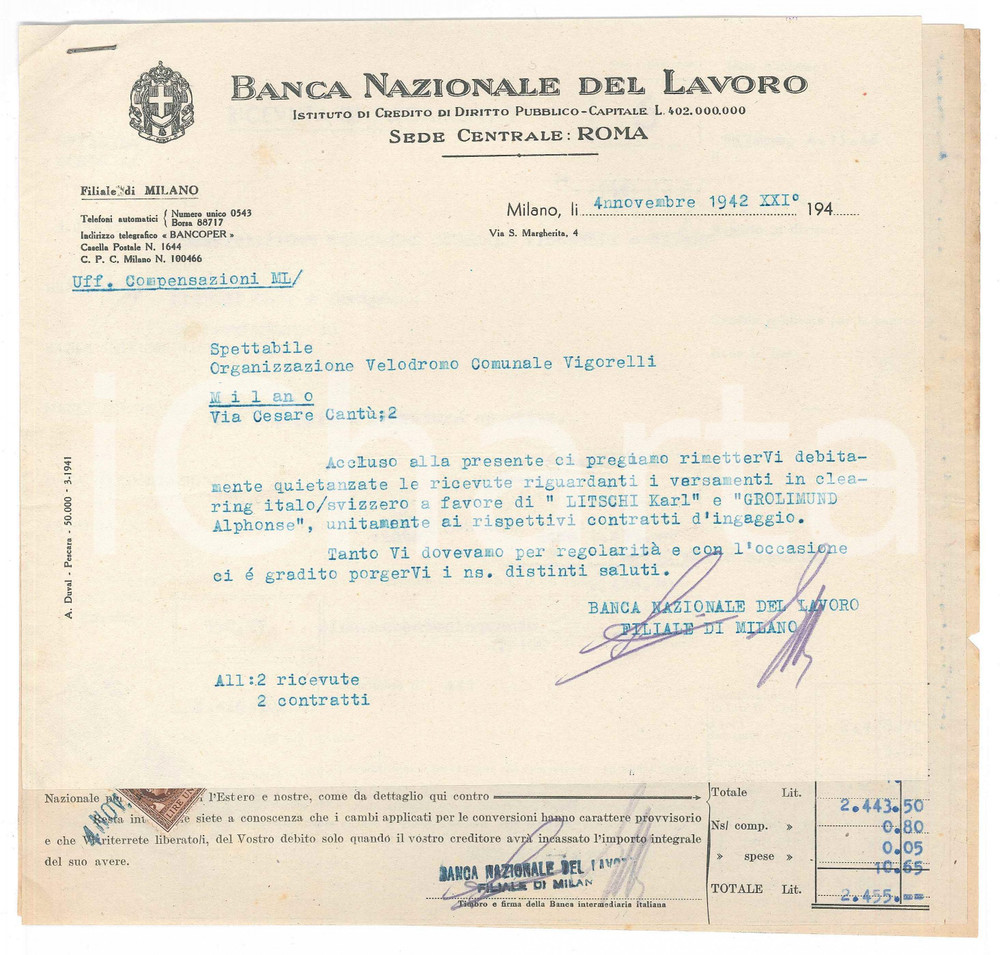 BANCA NAZIONALE DEL LAVORO
ISTITUTO DI CREDITO DI DIRITTO PUBBLICO-CAPITALE L. 402.000.000
SEDE CENTRALE: ROMA
Filiale di MILANO
Telefoni automatici { Numero unico 0543
Borsa 88717
Indirizzo telegrafico « BANCOPER »
Casella Postale N. 1644
C. P. C. Milano N. 100466
Milano, li 4nnovembre 1942 XXI° 194
Via S. Margherita, 4
Uff. Compensazioni ML/
Spettabile
Organizzazione Velodromo Comunale Vigorelli
M i l a n o
Via Cesare Cantù;2
Accluso alla presente ci pregiamo rimetterVi debita-
mente quietanzate le ricevute riguardanti i versamenti in clea-
ring italo/svizzero a favore di " LITSCHI Karl" e "GROLIMUND
Alphonse", unitamente ai rispettivi contratti d'ingaggio.
Tanto Vi dovevamo per regolarità e con l'occasione
ci é gradito porgerVi i ns. distinti saluti.
BANCA NAZIONALE DEL LAVORO
FILIALE DI MILANO
All:2 ricevute
2 contratti
A. Duval - Pescara - 50.000 - 3-1941
iCharta
Nazionale l'Estero e nostre, come da dettaglio qui contro
4 NOV.
LIRE UN
Resta siete a conoscenza che i cambi applicati per le conversioni hanno carattere provvisorio
e che liberato/i, del Vostro debito solo quando il vostro creditore avrà incassato l'importo integrale
del suo avere.
BANCA NAZIONALE DEL LAVO
FILIALE DI MILAN
Timbro e firma della Banca intermediaria italiana
Totale Lit. 2.443.50
Ns/ comp. » 0.80
0.05
» spese » 10.65
TOTALE Lit. 2.455.==